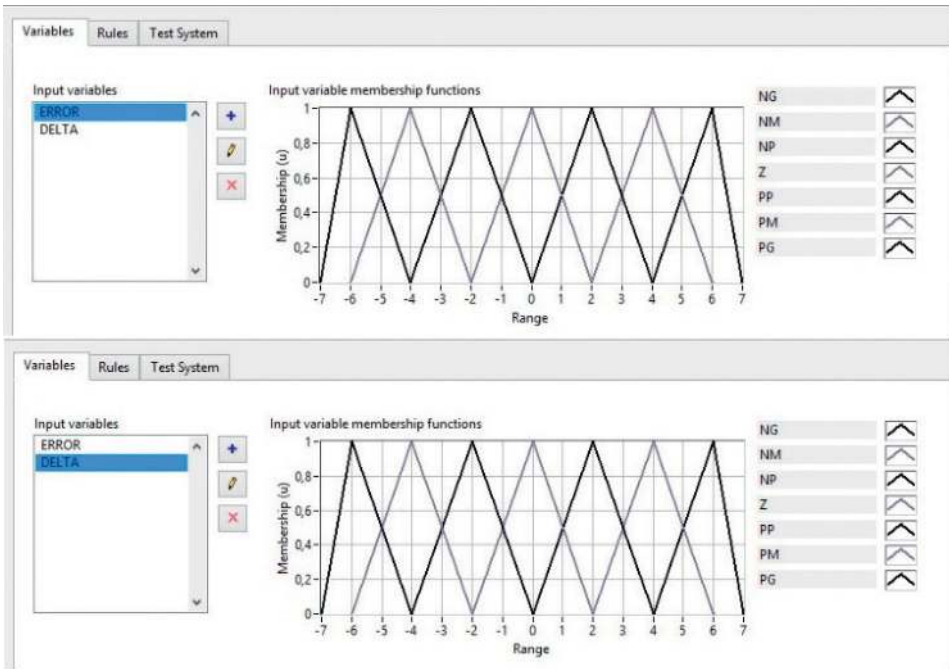 Variables Rules Test System
Input variables
ERROR
DELTA
Input variable membership functions
Membership (u)
1
0,8
0,6
0,4
0,2
0
-7 -6 -5 -4 -3 -2 -1 0 1 2 3 4 5 6 7
Range
NG
NM
NP
Z
PP
PM
PG
Variables Rules Test System
Input variables
ERROR
DELTA
Input variable membership functions
Membership (u)
1
0,8
0,6
0,4
0,2
0
-7 -6 -5 -4 -3 -2 -1 0 1 2 3 4 5 6 7
Range
NG
NM
NP
Z
PP
PM
PG